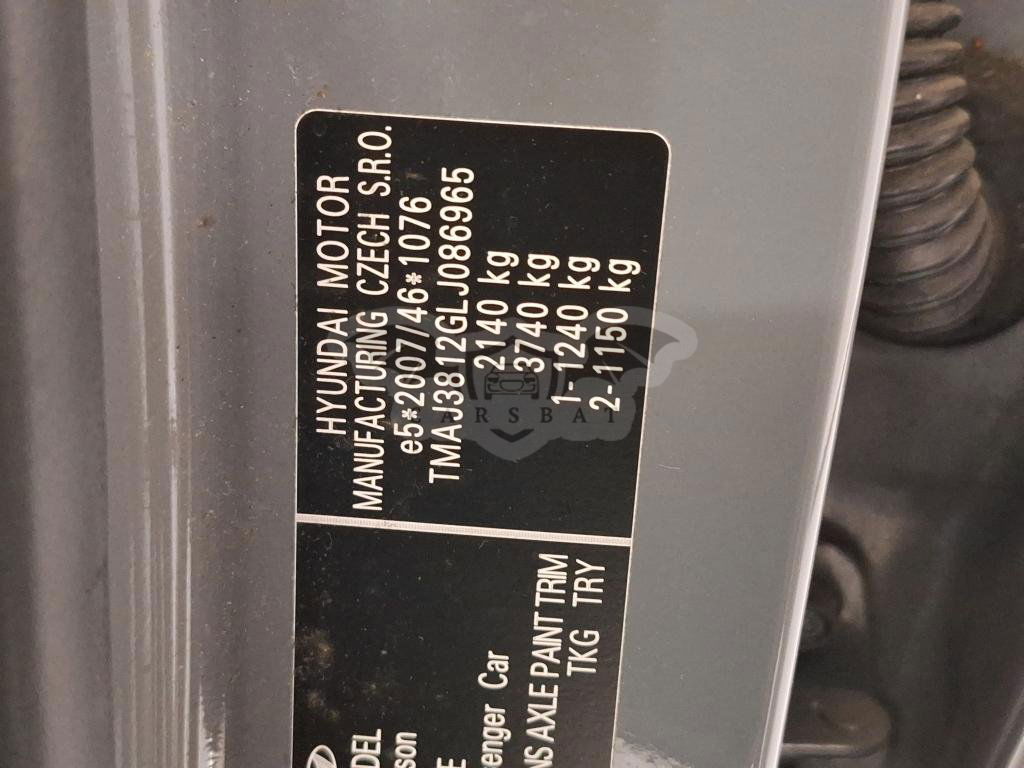 HYUNDAI MOTOR
MANUFACTURING CZECH S.R.O.
e5*2007/46*1076
TMAJ3812GLJ086965
2140 kg
3740 kg
1-1240 kg
2-1150 kg
DEL
son
E
enger Car
NS AXLE PAINT TRIM
TKG TRY
ARSBAT